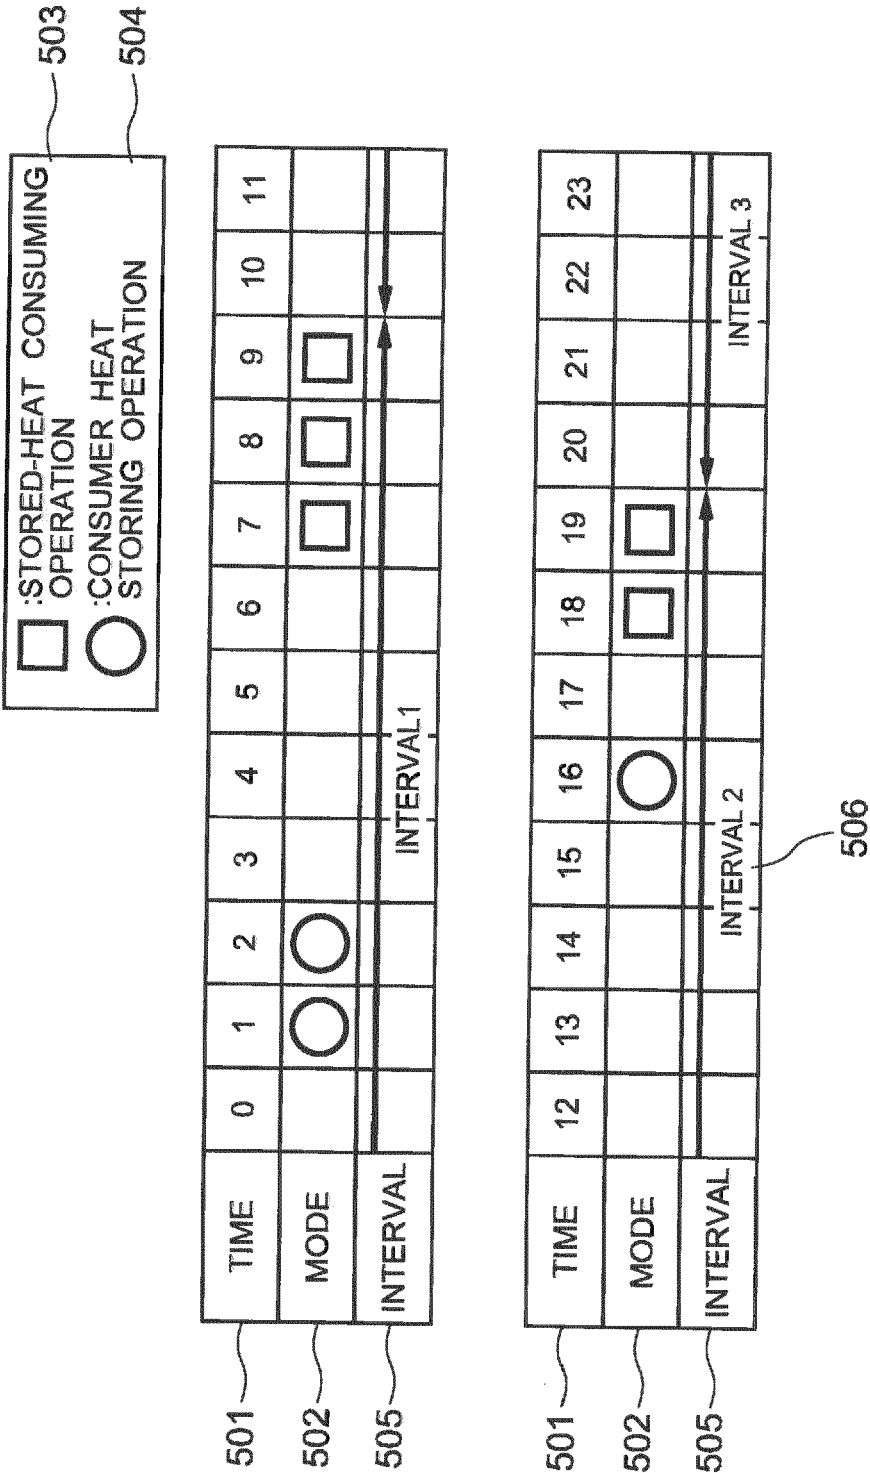 □:STORED-HEAT CONSUMING
OPERATION
○:CONSUMER HEAT
STORING OPERATION
503
504
501
TIME 0 1 2 3 4 5 6 7 8 9 10 11
502
MODE ○ ○ □ □ □
505
INTERVAL INTERVAL1
501
TIME 12 13 14 15 16 17 18 19 20 21 22 23
502
MODE ○ □ □
505
INTERVAL INTERVAL 2 INTERVAL 3
506